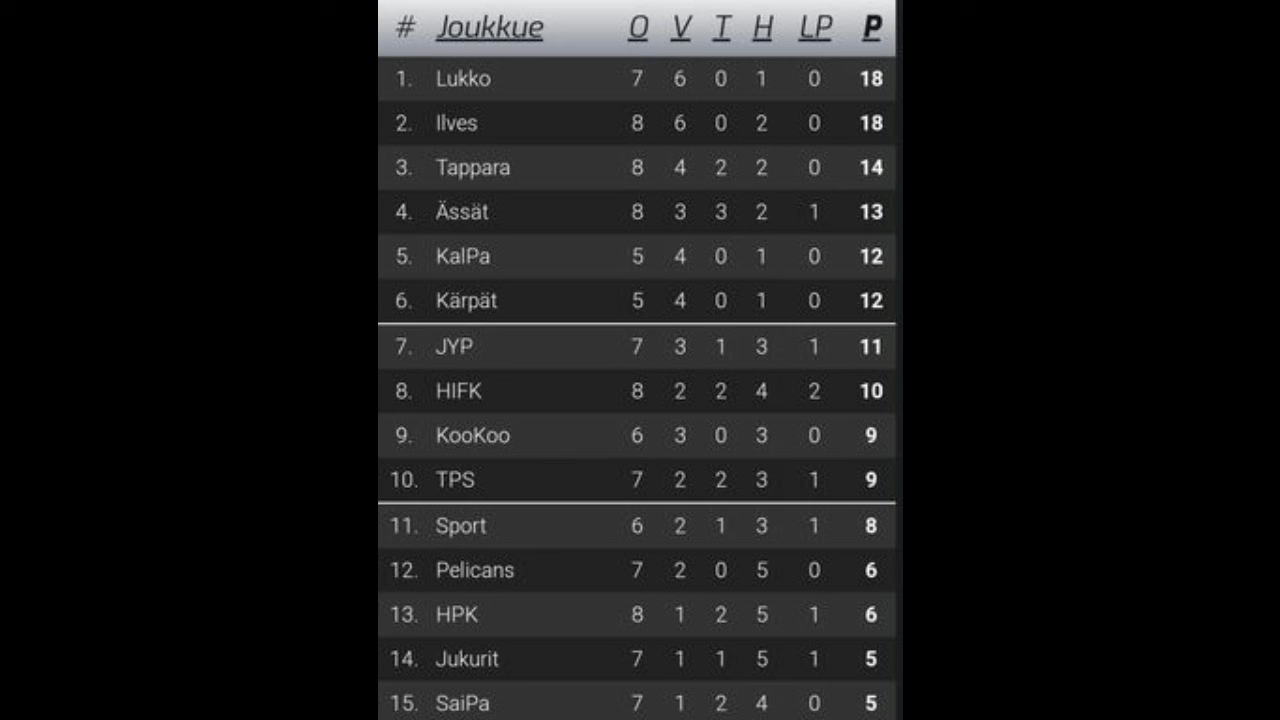 # Joukkue O V T H LP P
1. Lukko 7 6 0 1 0 18
2. Ilves 8 6 0 2 0 18
3. Tappara 8 4 2 2 0 14
4. Ässät 8 3 3 2 1 13
5. KalPa 5 4 0 1 0 12
6. Kärpät 5 4 0 1 0 12
7. JYP 7 3 1 3 1 11
8. HIFK 8 2 2 4 2 10
9. KooKoo 6 3 0 3 0 9
10. TPS 7 2 2 3 1 9
11. Sport 6 2 1 3 1 8
12. Pelicans 7 2 0 5 0 6
13. HPK 8 1 2 5 1 6
14. Jukurit 7 1 1 5 1 5
15. SaiPa 7 1 2 4 0 5